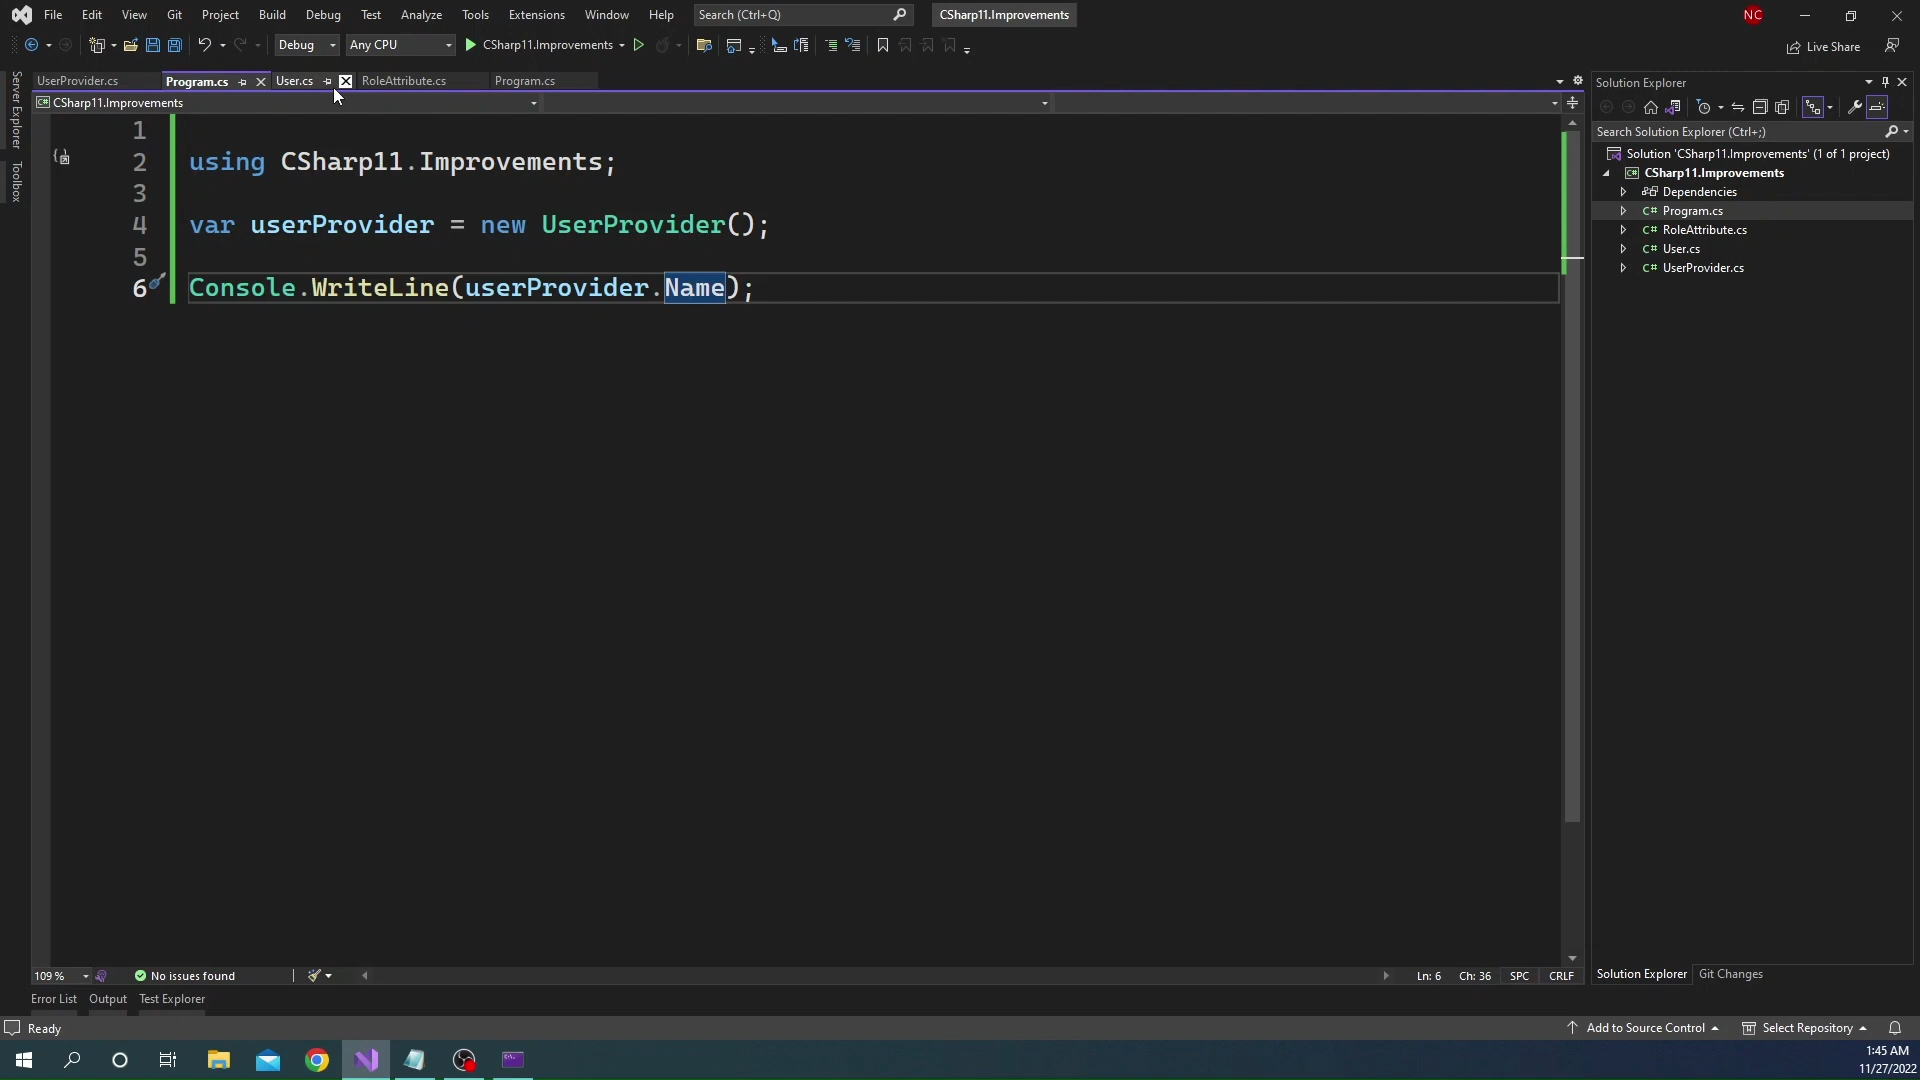 File Edit View Git Project Build Debug Test Analyze Tools Extensions Window Help Search (Ctrl+Q) CSharp11.Improvements NC
Debug Any CPU CSharp11.Improvements Live Share
UserProvider.cs Program.cs User.cs RoleAttribute.cs Program.cs
CSharp11.Improvements
Server Explorer
Toolbox
1
2 using CSharp11.Improvements;
3
4 var userProvider = new UserProvider();
5
6 Console.WriteLine(userProvider.Name);
109 % No issues found Ln: 6 Ch: 36 SPC CRLF
Solution Explorer
Search Solution Explorer (Ctrl+;)
Solution 'CSharp11.Improvements' (1 of 1 project)
C# CSharp11.Improvements
Dependencies
C# Program.cs
C# RoleAttribute.cs
C# User.cs
C# UserProvider.cs
Solution Explorer Git Changes
Error List Output Test Explorer
Ready Add to Source Control Select Repository
1:45 AM
11/27/2022